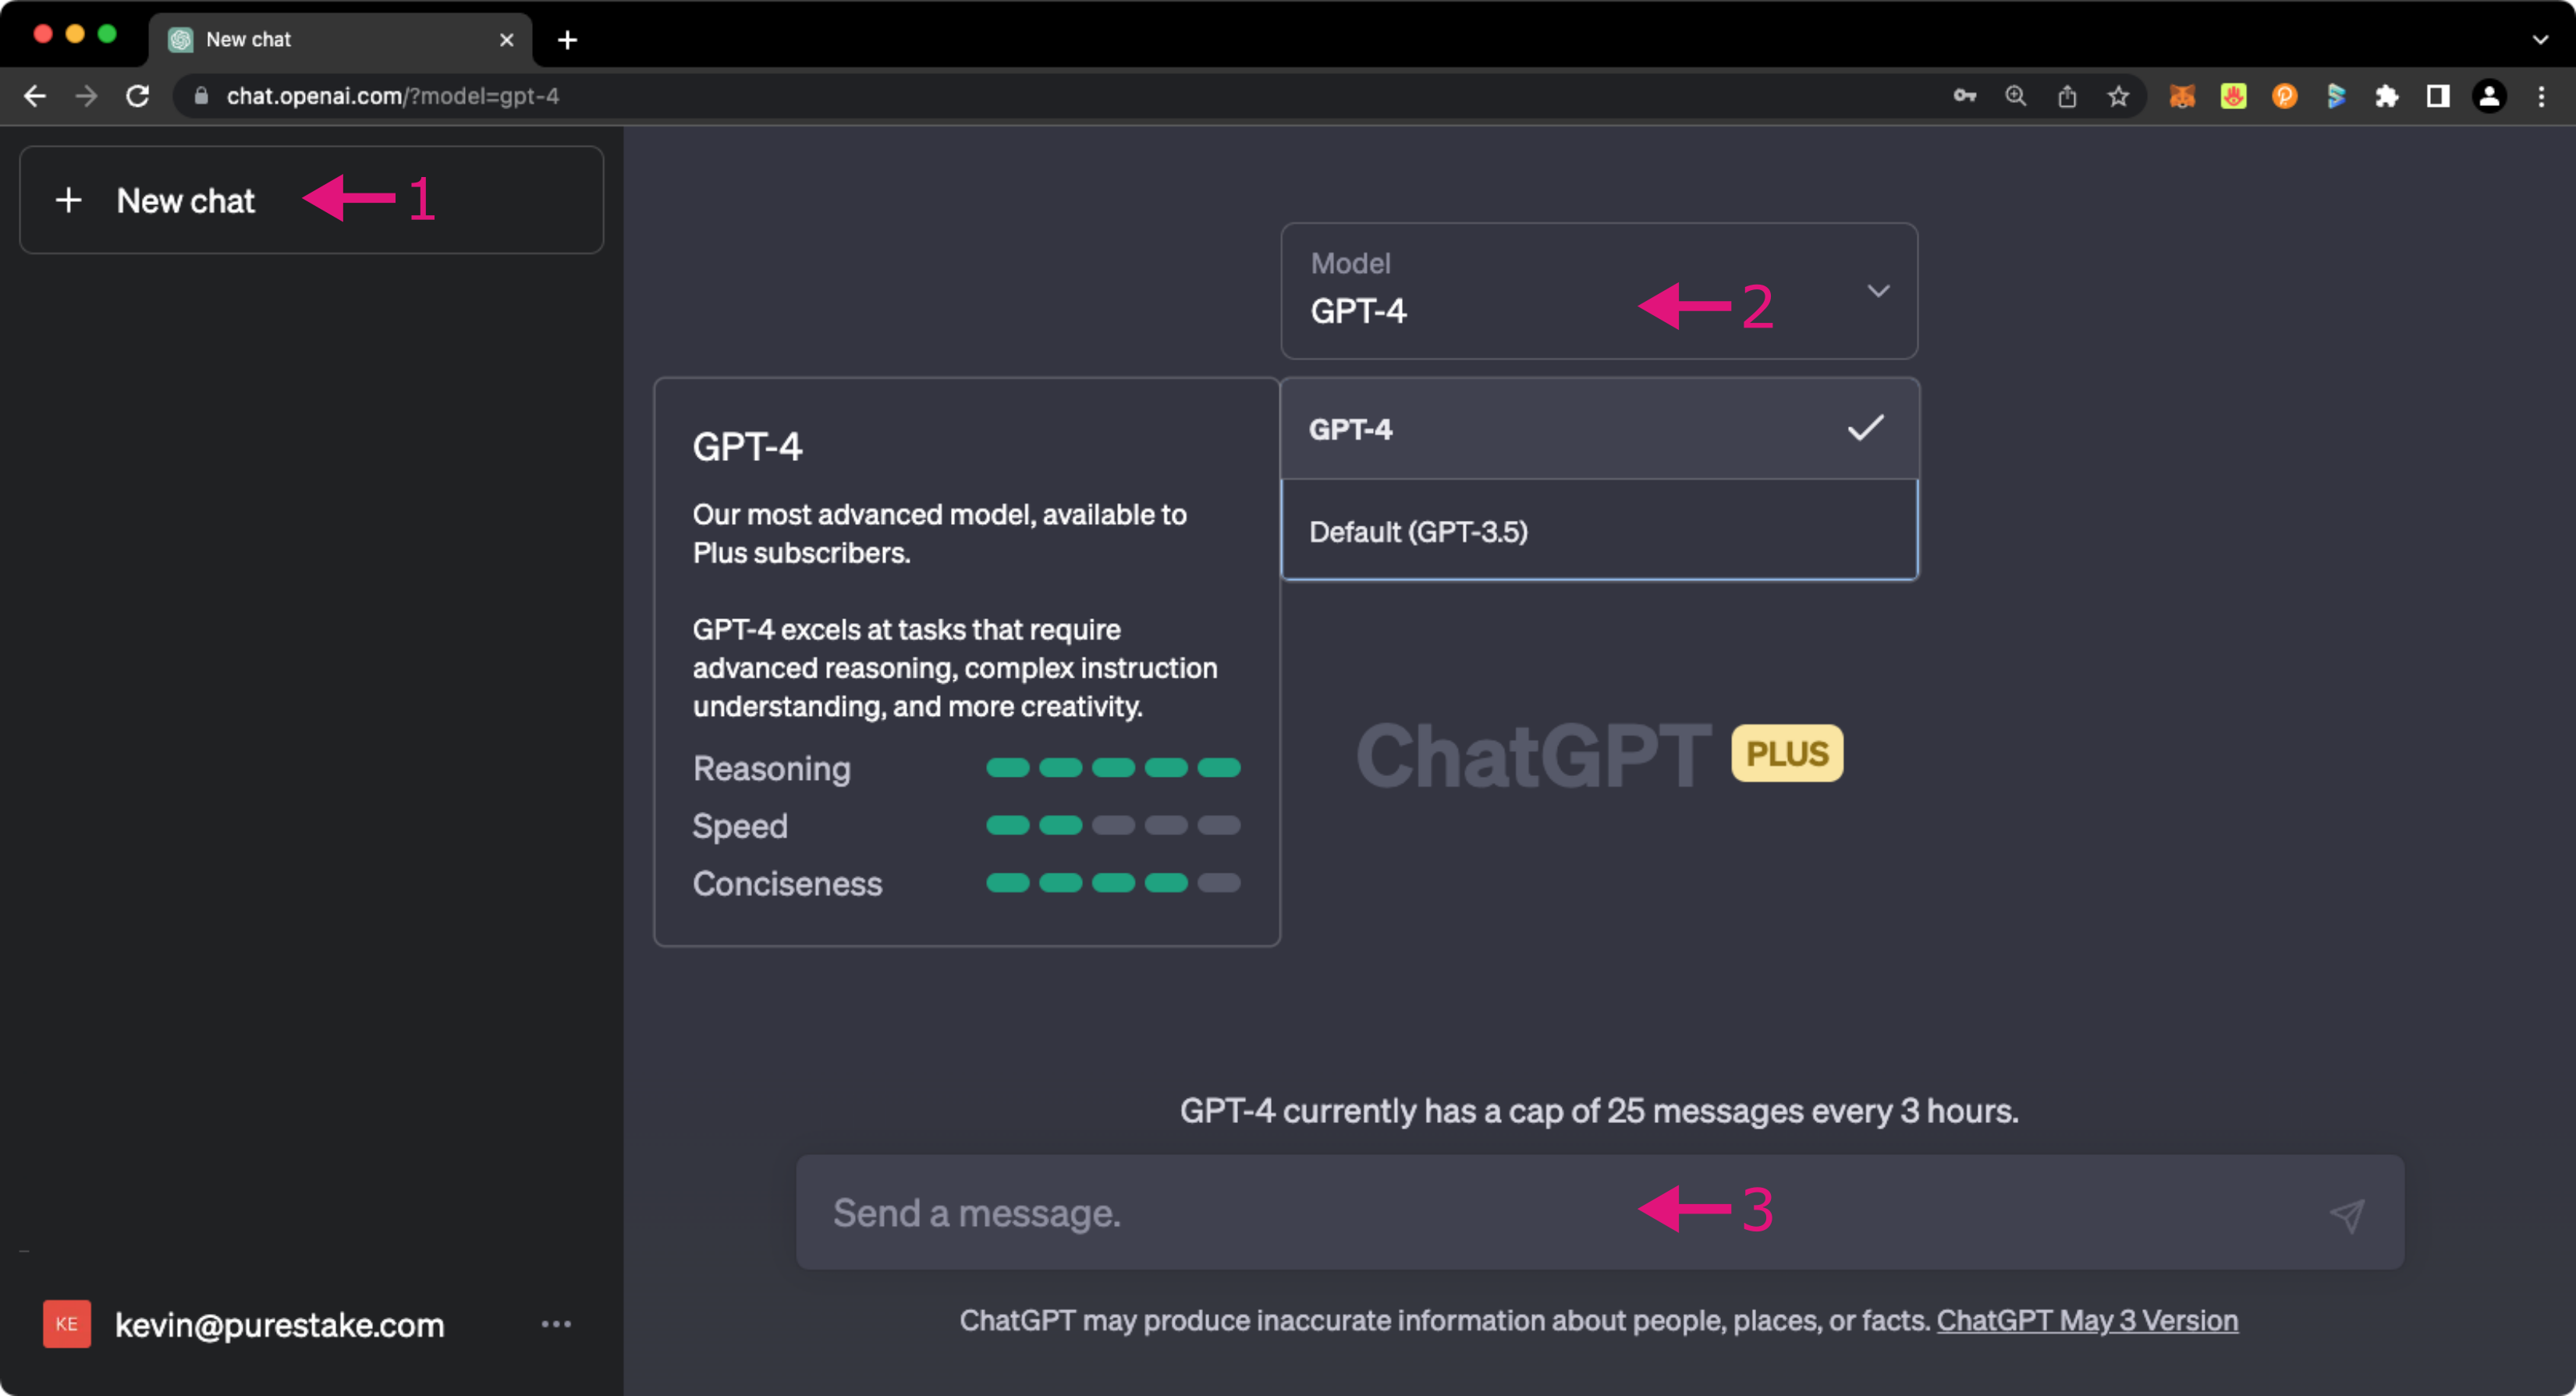 New chat
chat.openai.com/?model=gpt-4
New chat
1
Model
GPT-4
2
GPT-4
Default (GPT-3.5)
GPT-4
Our most advanced model, available to
Plus subscribers.
GPT-4 excels at tasks that require
advanced reasoning, complex instruction
understanding, and more creativity.
Reasoning
Speed
Conciseness
ChatGPT PLUS
GPT-4 currently has a cap of 25 messages every 3 hours.
Send a message.
3
KE
kevin@purestake.com
ChatGPT may produce inaccurate information about people, places, or facts. ChatGPT May 3 Version